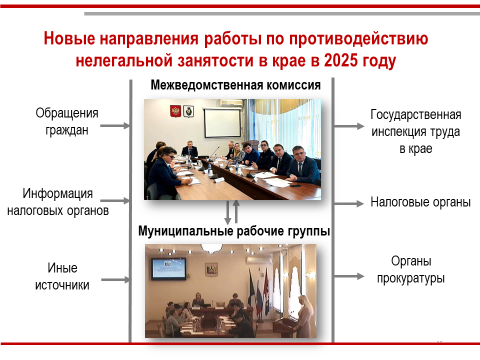 Новые направления работы по противодействию
нелегальной занятости в крае в 2025 году
Межведомственная комиссия
Обращения
граждан
Государственная
инспекция труда
в крае
Информация
налоговых органов
Налоговые органы
Муниципальные рабочие группы
Иные
источники
Органы
прокуратуры